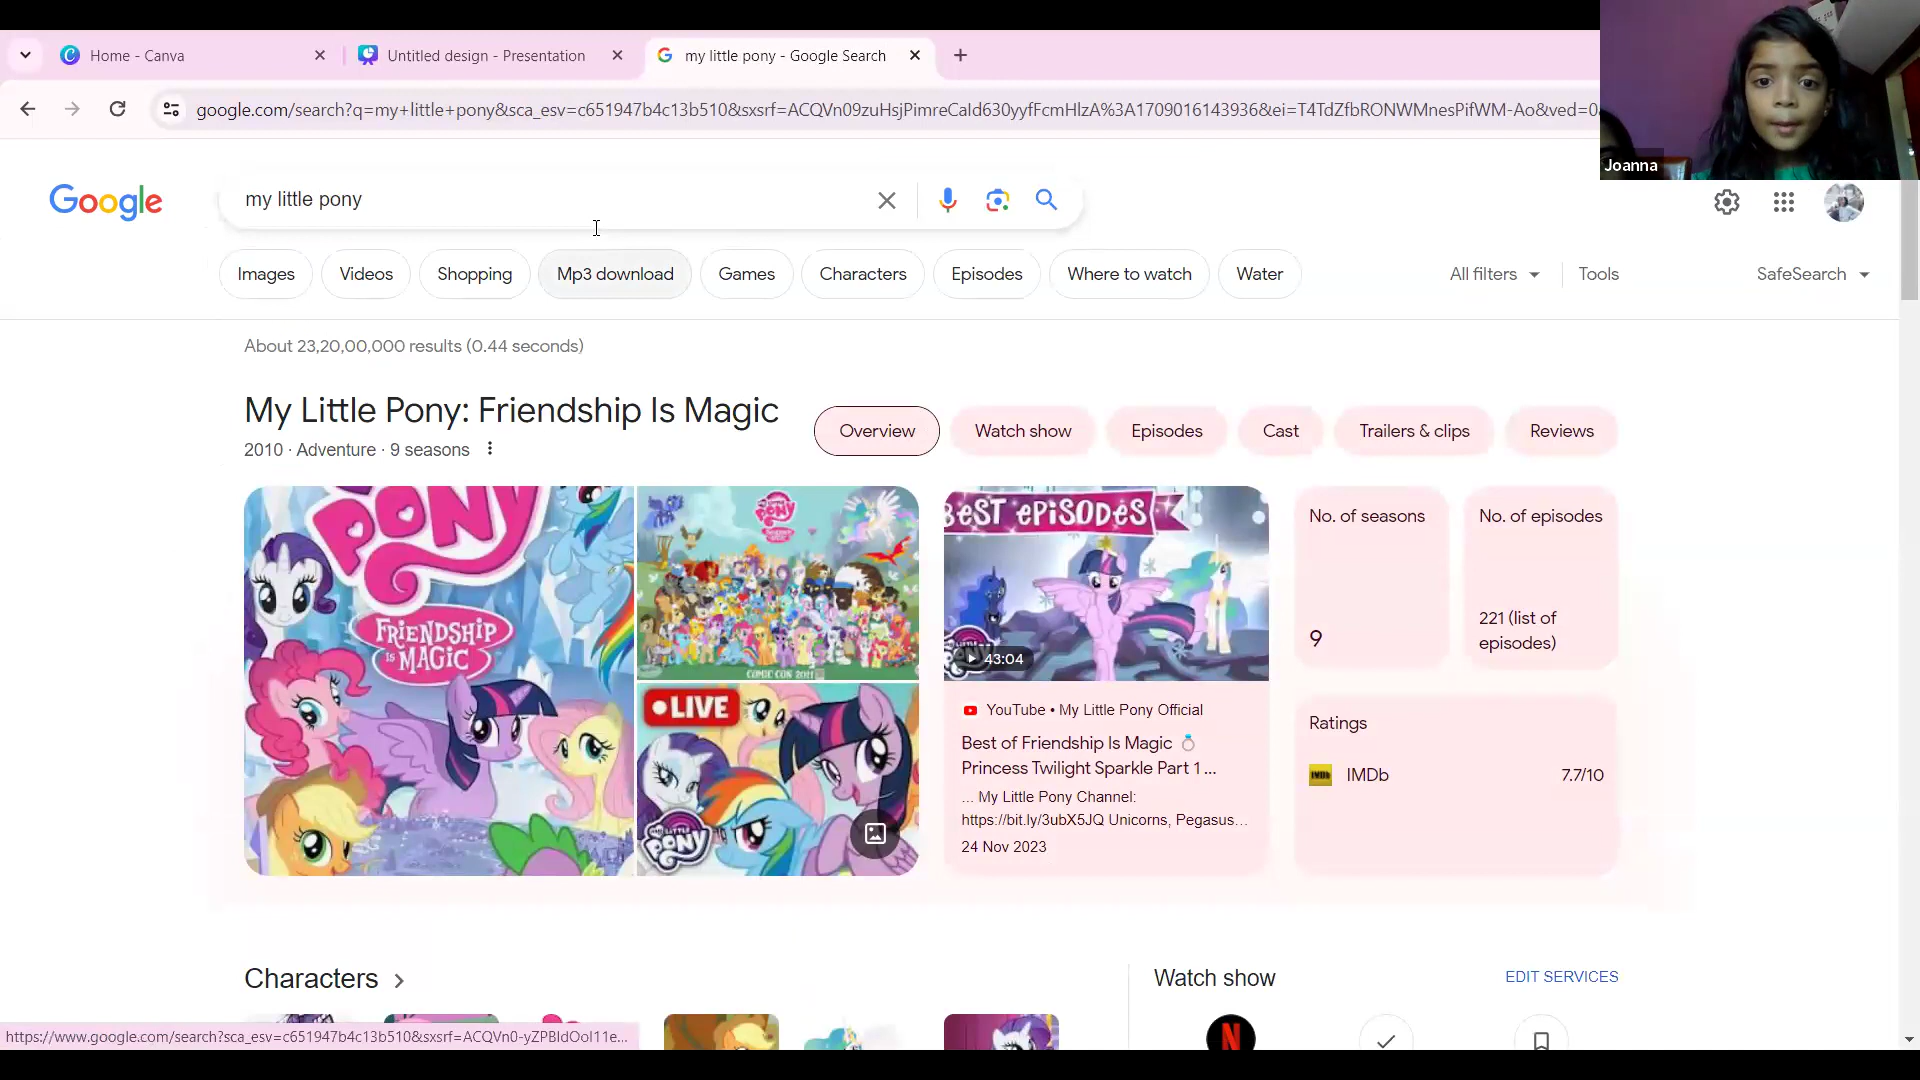 Home - Canva
Untitled design - Presentation
my little pony - Google Search
google.com/search?q=my+little+pony&sca_esv=c651947b4c13b510&sxsrf=ACQVn09zuHsjPimreCaId630yyfFcmHlzA%3A1709016143936&ei=T4TdZfbRONWMnesPifWM-Ao&ved=0
Joanna
Google
my little pony
Images
Videos
Shopping
Mp3 download
Games
Characters
Episodes
Where to watch
Water
All filters
Tools
SafeSearch
About 23,20,00,000 results (0.44 seconds)
My Little Pony: Friendship Is Magic
2010 · Adventure · 9 seasons
Overview
Watch show
Episodes
Cast
Trailers & clips
Reviews
PONY
FRIENDSHIP
IS MAGIC
PONY
COMIC CON 2011
LIVE
PONY
BEST EPISODES
43:04
YouTube • My Little Pony Official
Best of Friendship Is Magic 💍
Princess Twilight Sparkle Part 1 ...
... My Little Pony Channel:
https://bit.ly/3ubX5JQ Unicorns, Pegasus...
24 Nov 2023
No. of seasons
9
No. of episodes
221 (list of
episodes)
Ratings
IMDb
IMDb
7.7/10
Characters
Watch show
EDIT SERVICES
N
https://www.google.com/search?sca_esv=c651947b4c13b510&sxsrf=ACQVn0-yZPBIdOol11e...